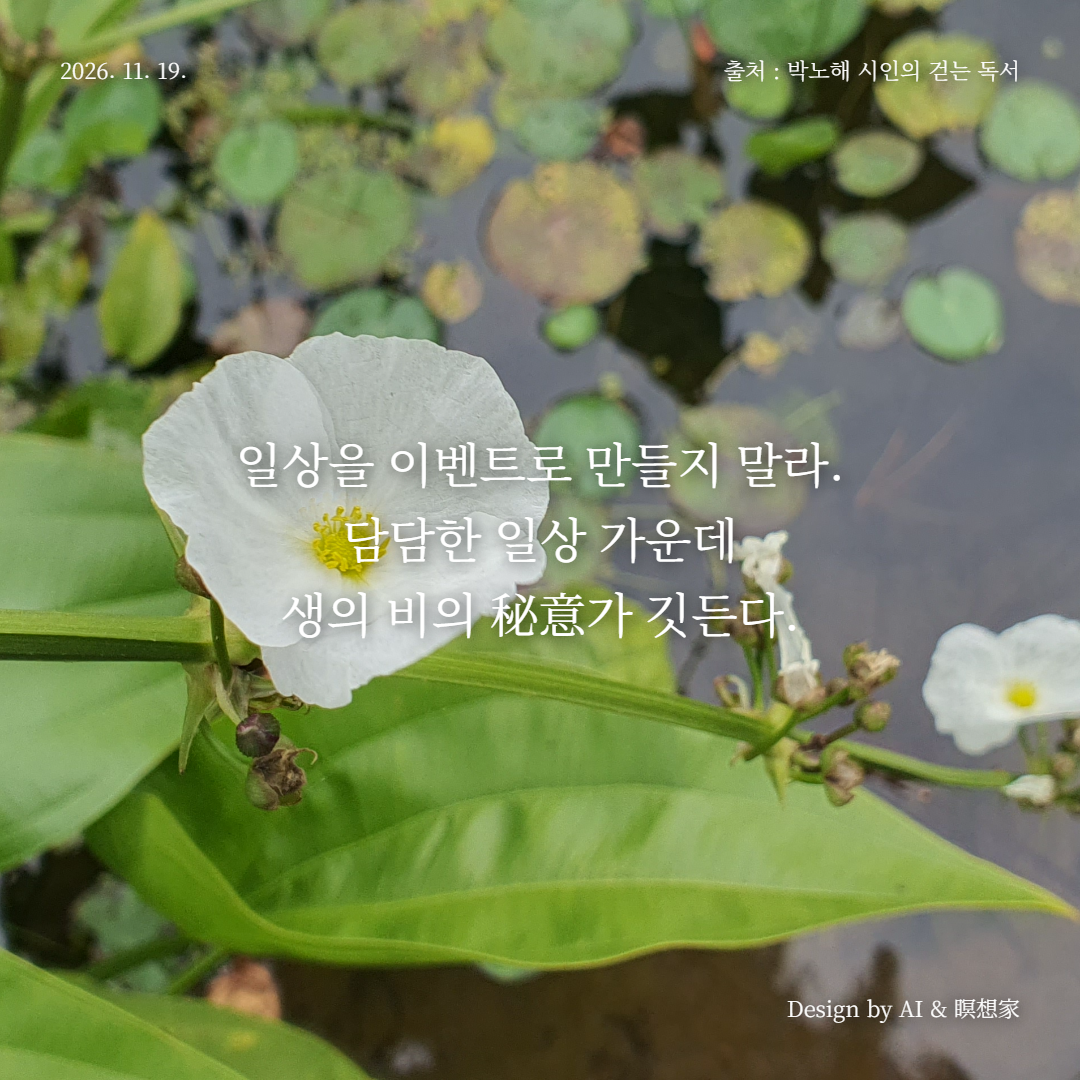 2026. 11. 19.
출처 : 박노해 시인의 걷는 독서
일상을 이벤트로 만들지 말라.
담담한 일상 가운데
생의 비의 秘意가 깃든다.
Design by AI & 瞑想家